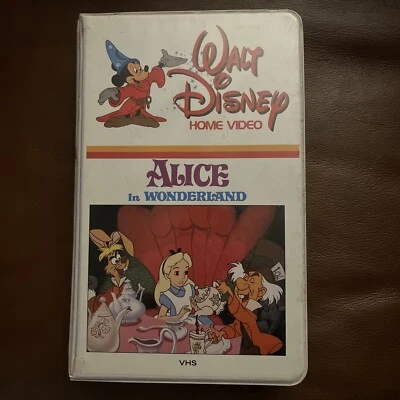 Walt
Disney
HOME VIDEO
ALICE
in WONDERLAND
VHS